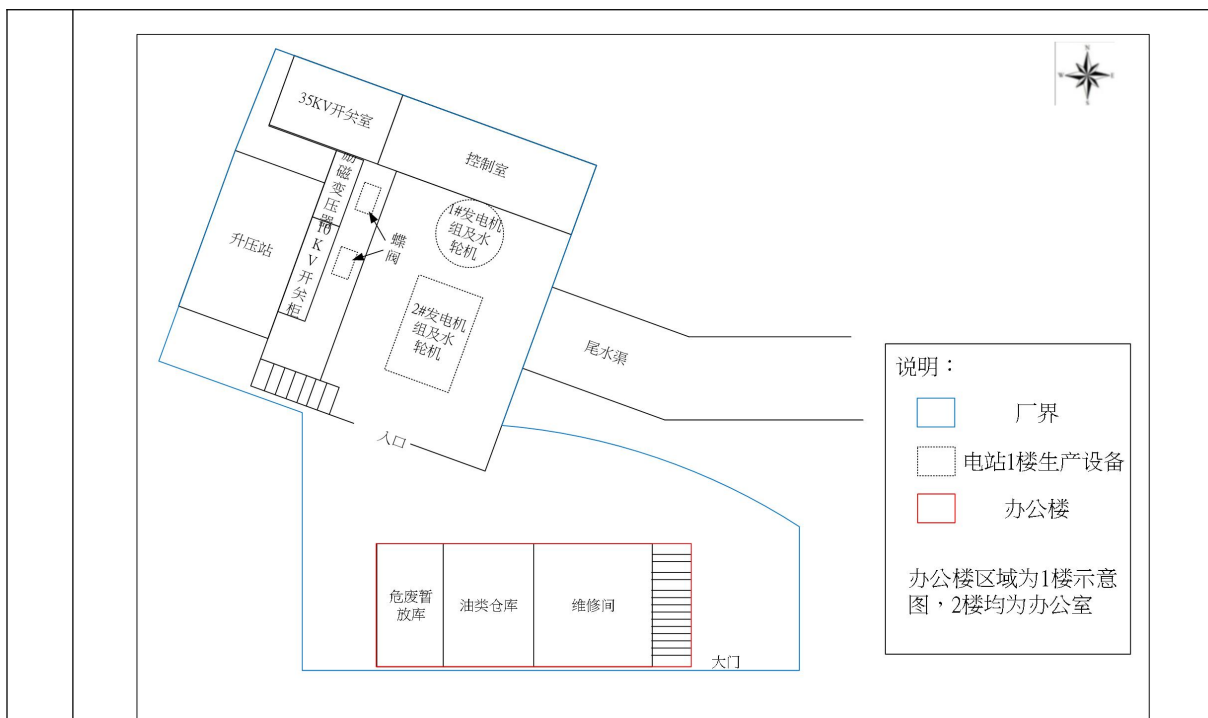 N
W
E
S
35KV开关室
控制室
励
磁
变
压
器
10
K
V
开
关
柜
升压站
蝶
阀
1#发电机
组及水
轮机
2#发电机
组及水
轮机
尾水渠
入口
说明：
厂界
电站1楼生产设备
办公楼
办公楼区域为1楼示意
图，2楼均为办公室
危废暂
放库
油类仓库
维修间
大门